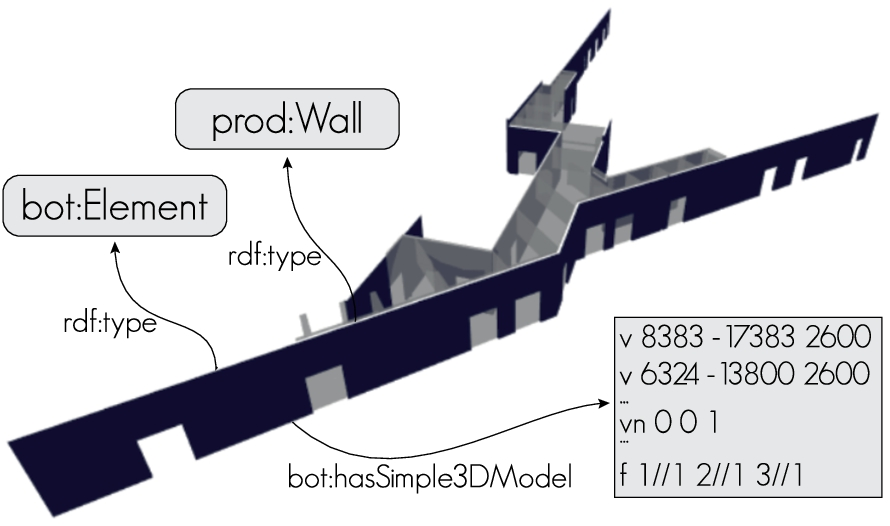 prod:Wall
bot:Element
rdf:type
rdf:type
v 8383 -17383 2600
v 6324 -13800 2600
...
vn 0 0 1
...
f 1//1 2//1 3//1
bot:hasSimple3DModel